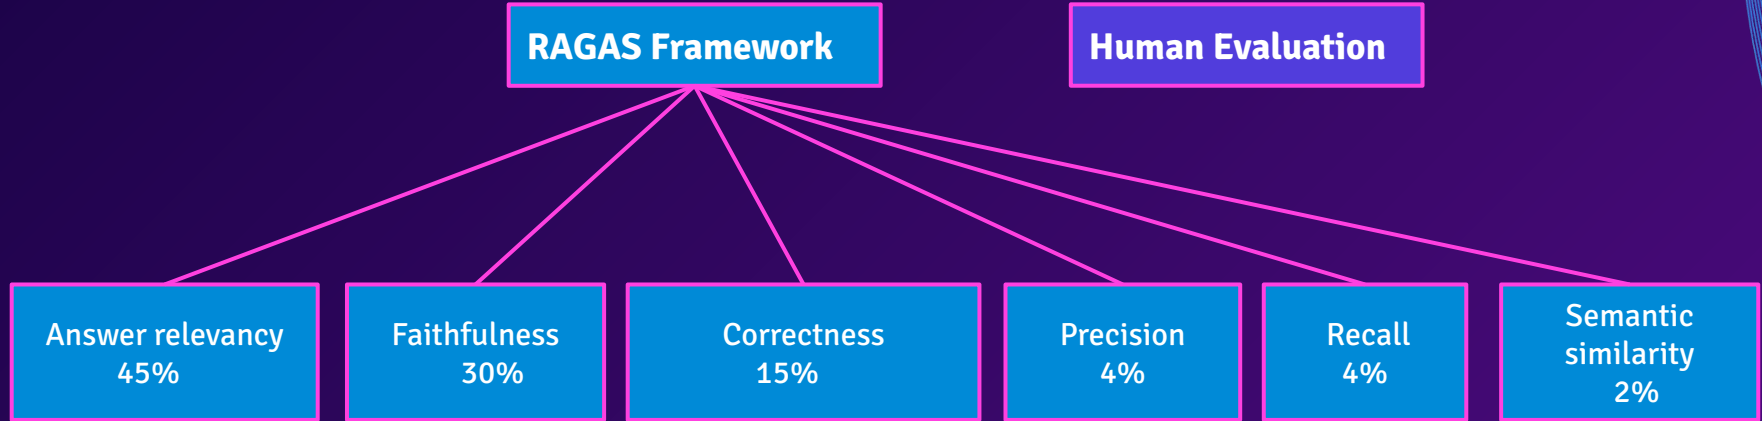 RAGAS Framework
Human Evaluation
Answer relevancy
45%
Faithfulness
30%
Correctness
15%
Precision
4%
Recall
4%
Semantic
similarity
2%